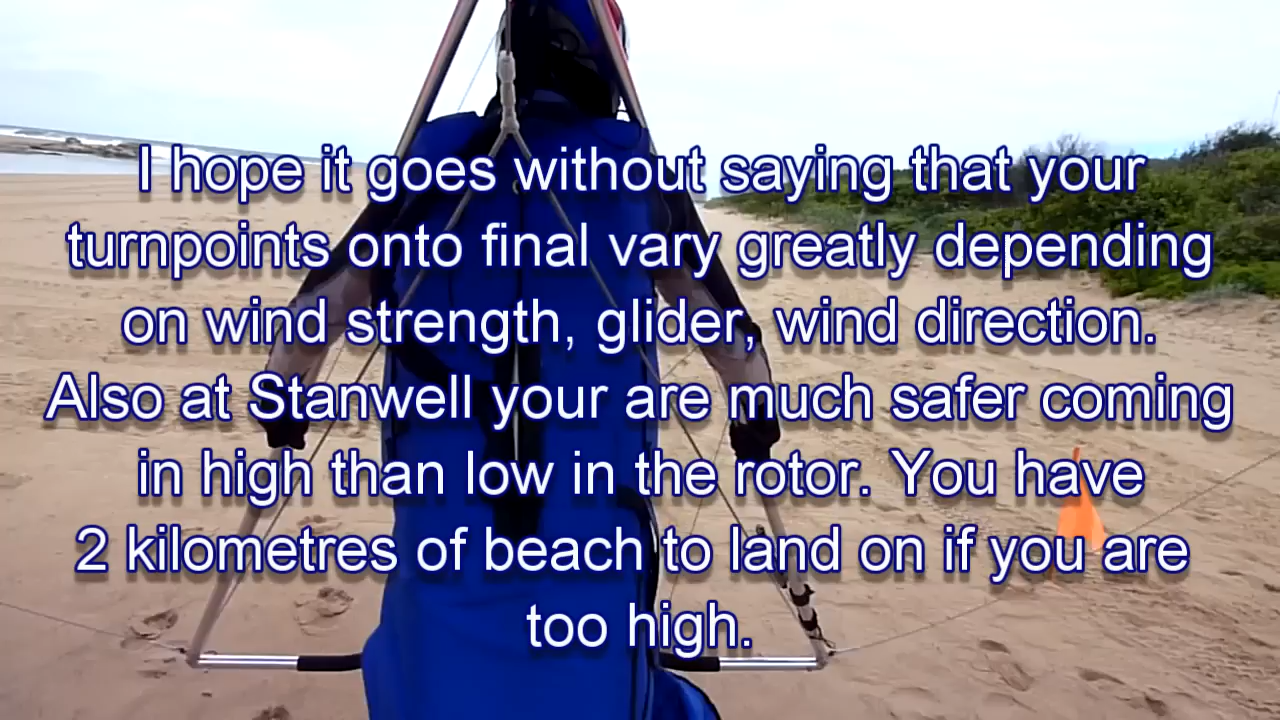 I hope it goes without saying that your
turnpoints onto final vary greatly depending
on wind strength, glider, wind direction.
Also at Stanwell your are much safer coming
in high than low in the rotor. You have
2 kilometres of beach to land on if you are
too high.